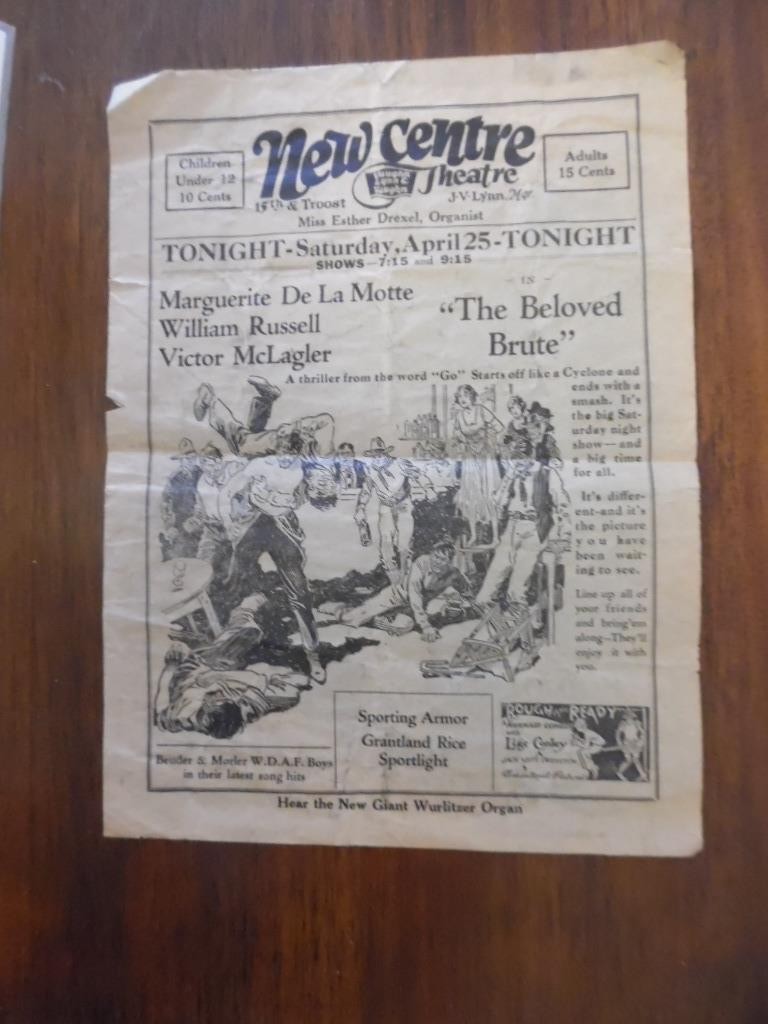 New Centre
Theatre
Children
Under 12
10 Cents
Adults
15 Cents
15th & Troost
J.V. Lynn, Mgr.
Miss Esther Drexel, Organist
TONIGHT-Saturday, April 25-TONIGHT
SHOWS-7:15 and 9:15
Marguerite De La Motte
William Russell
Victor McLagler
IN
"The Beloved
Brute"
A thriller from the word "Go" Starts off like a Cyclone and
ends with a
smash. It's
the big Sat-
urday night
show—and
a big time
for all.
It's differ-
ent-and it's
the picture
you have
been wait-
ing to see.
Line up all of
your friends
and bring'em
along—They'll
enjoy it with
you.
Sporting Armor
Grantland Rice
Sportlight
ROUGH and READY
with
Lige Conley
Educational Pictures
& Morler W.D.A.F. Boys
in their latest song hits
Hear the New Giant Wurlitzer Organ